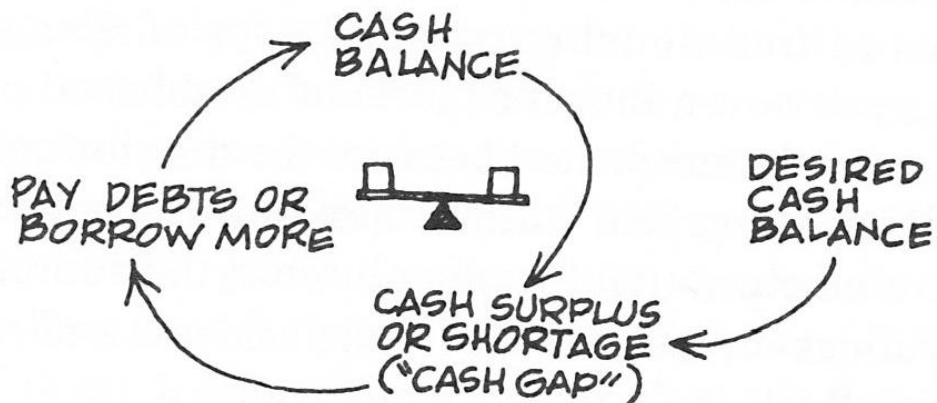 CASH
BALANCE
PAY DEBTS OR
BORROW MORE
DESIRED
CASH
BALANCE
CASH SURPLUS
OR SHORTAGE
("CASH GAP")